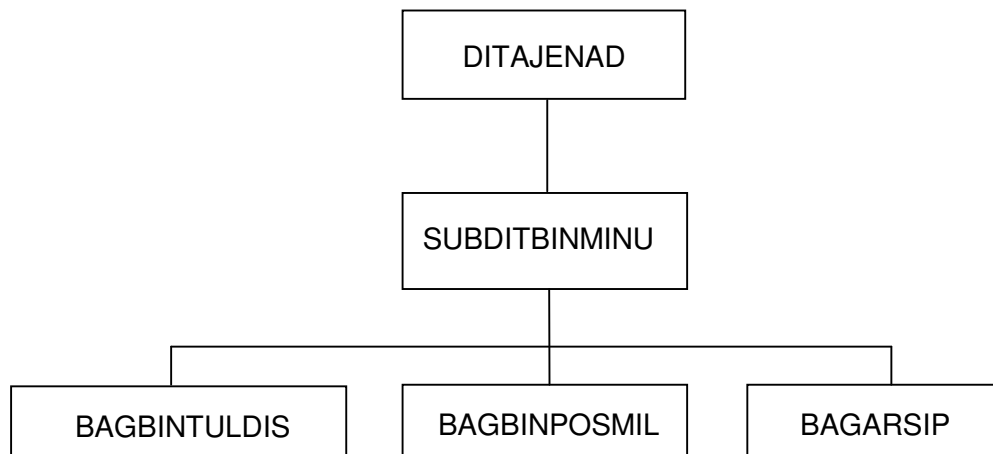 DITAJENAD
SUBDITBINMINU
BAGBINTULDIS
BAGBINPOSMIL
BAGARSIP